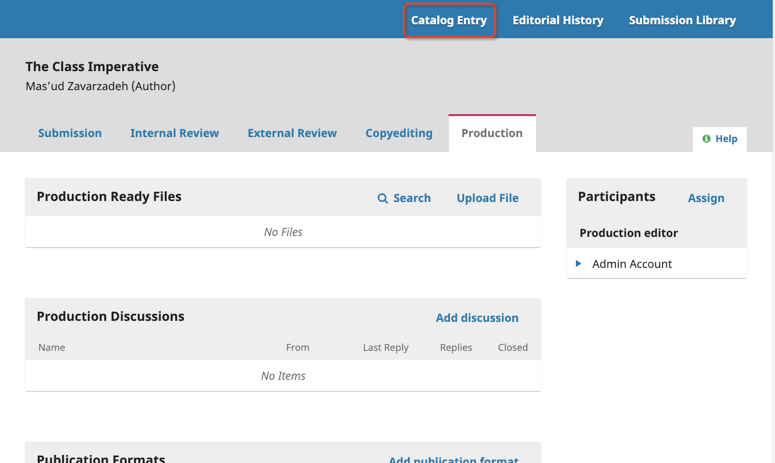 Catalog Entry Editorial History Submission Library
The Class Imperative
Mas’ud Zavarzadeh (Author)
Submission Internal Review External Review Copyediting Production
Help
Production Ready Files Search Upload File
No Files
Participants Assign
Production editor
Admin Account
Production Discussions Add discussion
Name From Last Reply Replies Closed
No Items
Publication Formats Add publication format